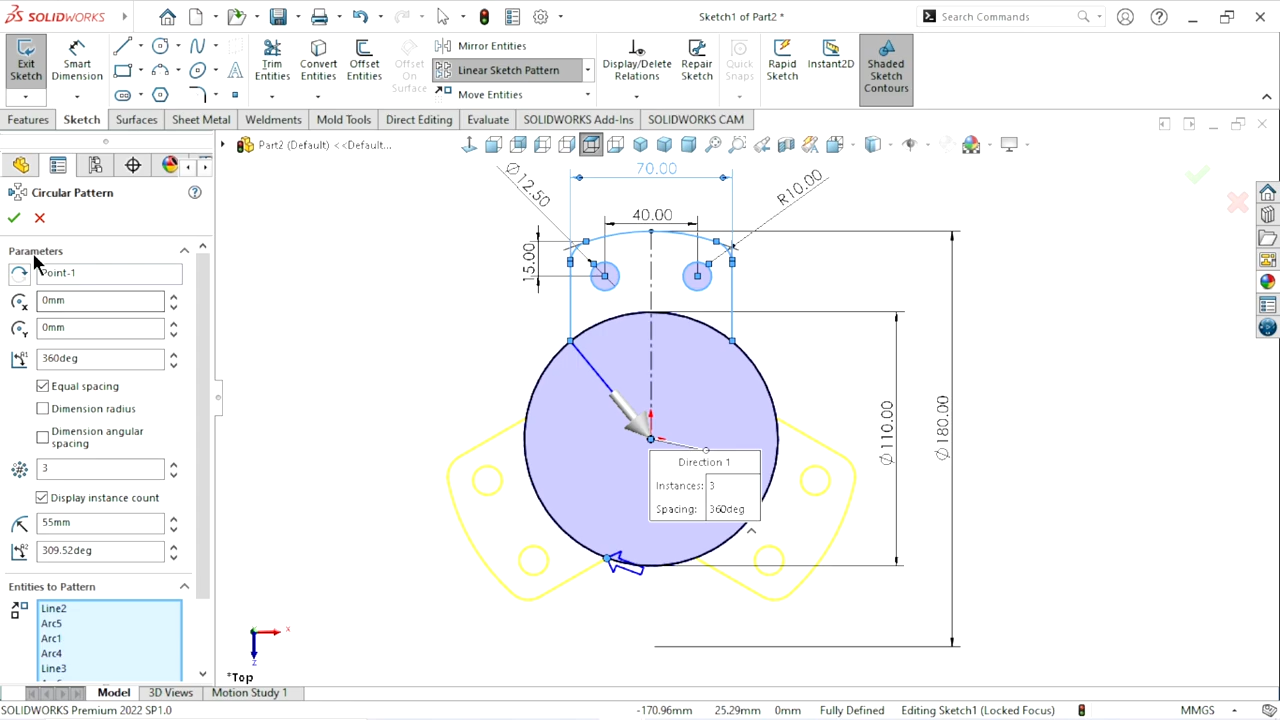 SOLIDWORKS
Sketch1 of Part2 *
Search Commands
Exit Sketch
Smart Dimension
Trim Entities
Convert Entities
Offset Entities
Offset On Surface
Mirror Entities
Linear Sketch Pattern
Move Entities
Display/Delete Relations
Repair Sketch
Quick Snaps
Rapid Sketch
Instant2D
Shaded Sketch Contours
Features
Sketch
Surfaces
Sheet Metal
Weldments
Mold Tools
Direct Editing
Evaluate
SOLIDWORKS Add-Ins
SOLIDWORKS CAM
Part2 (Default) <<Default...
Circular Pattern
Parameters
Point-1
0mm
0mm
360deg
Equal spacing
Dimension radius
Dimension angular spacing
3
Display instance count
55mm
309.52deg
Entities to Pattern
Line2
Arc5
Arc1
Arc4
Line3
70.00
Ø12.50
40.00
R10.00
15.00
Ø110.00
Ø180.00
Direction 1
Instances: 3
Spacing: 360deg
x
z
*Top
Model
3D Views
Motion Study 1
SOLIDWORKS Premium 2022 SP1.0
-170.96mm
25.29mm
0mm
Fully Defined
Editing Sketch1 (Locked Focus)
MMGS